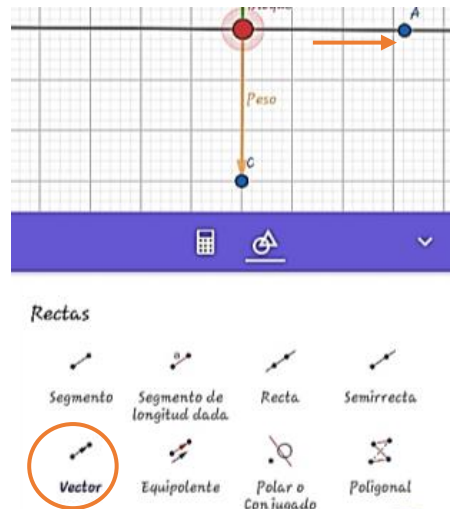 A
Peso
C
Rectas
a
Segmento
Segmento de
longitud dada
Recta
Semirrecta
Vector
Equipolente
Polar o
Conjugado
Poligonal